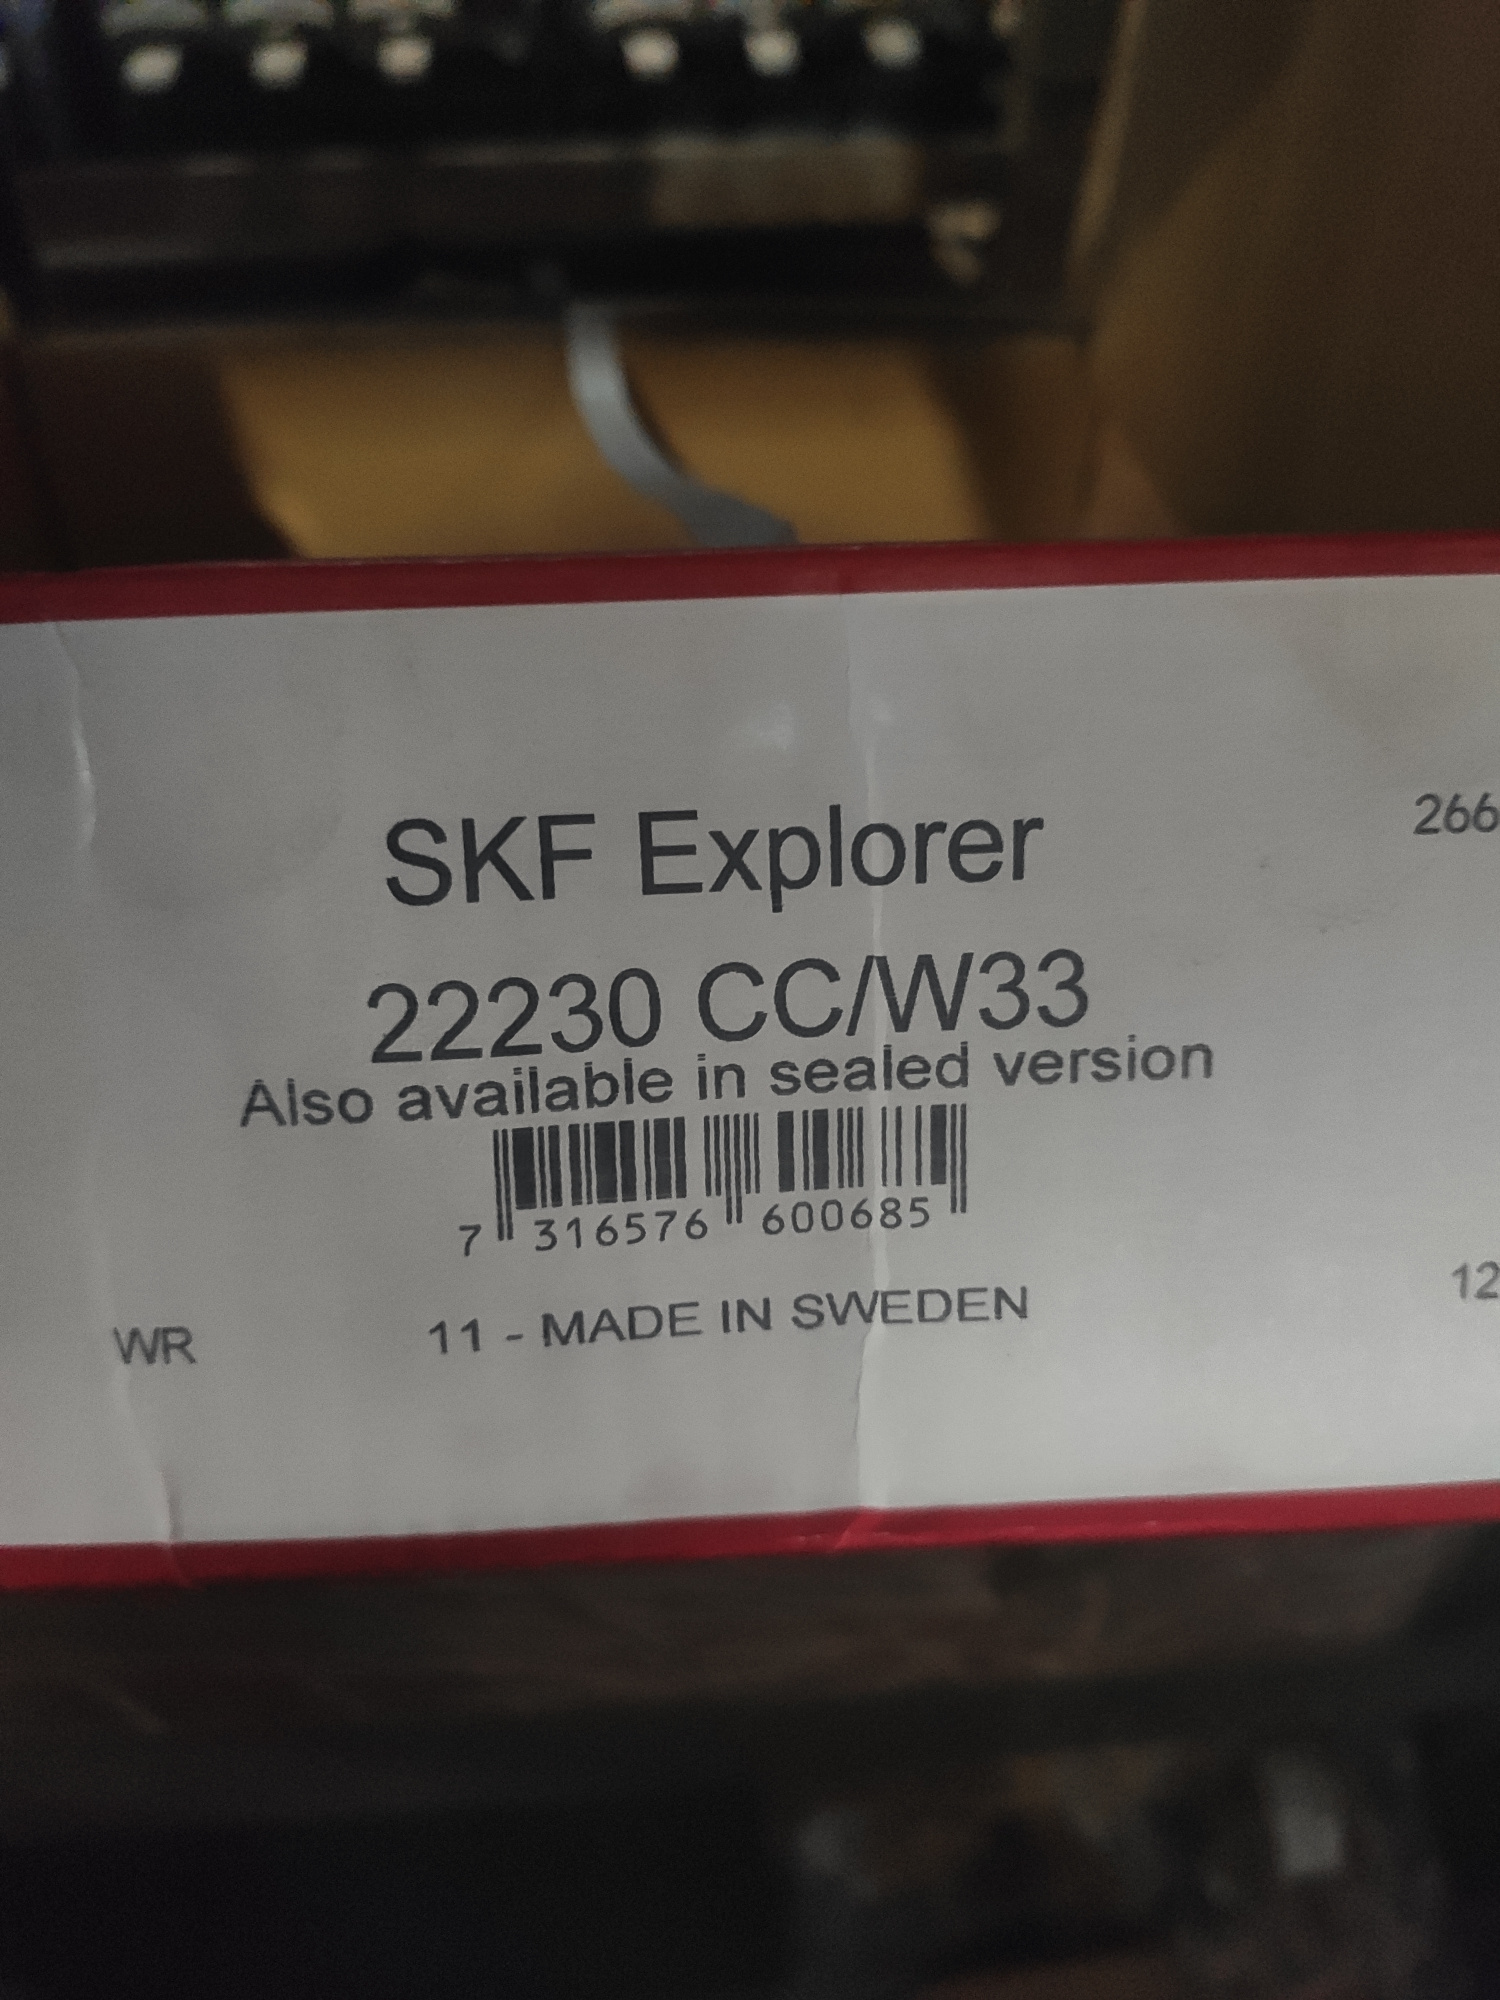 266
SKF Explorer
22230 CC/W33
Also available in sealed version
7 316576 600685
12
WR 11 - MADE IN SWEDEN